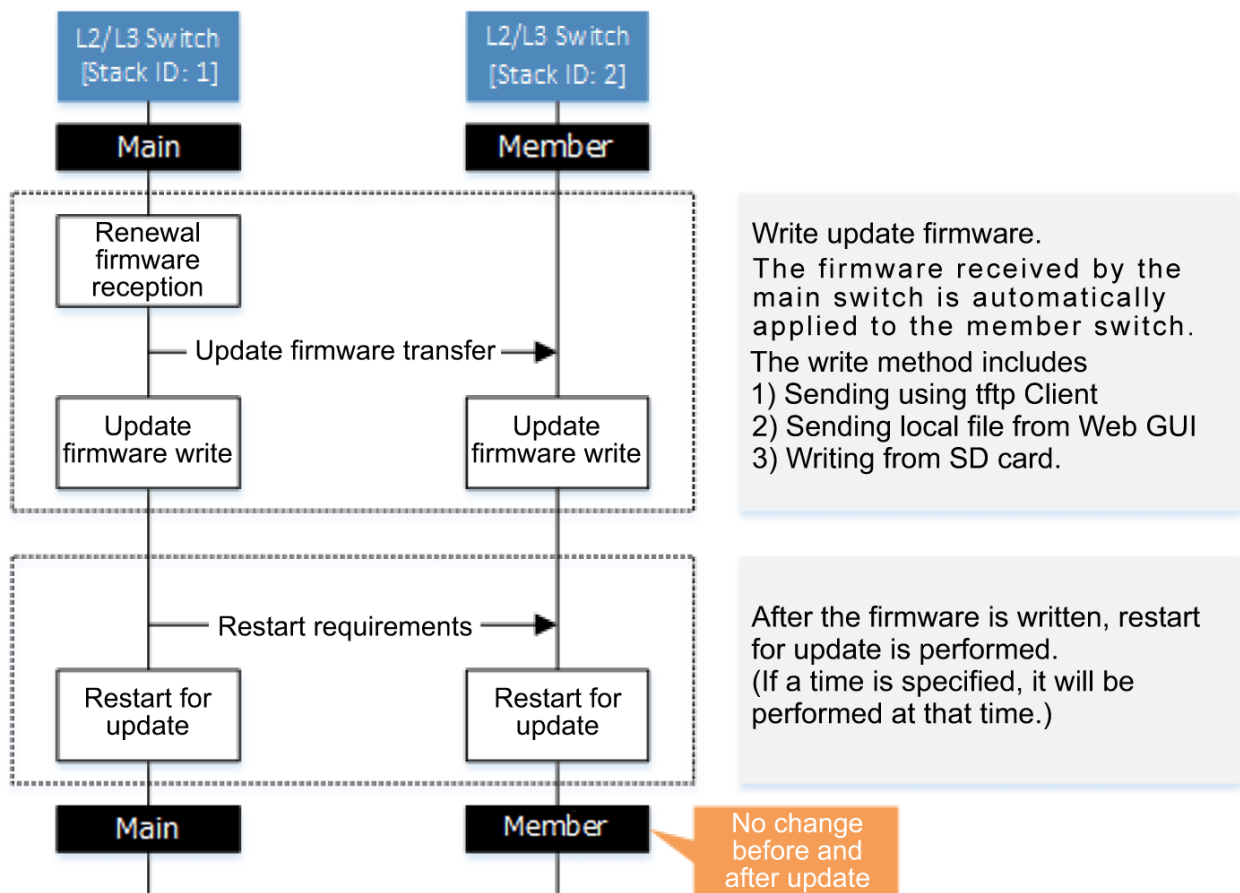 L2/L3 Switch
[Stack ID: 1]
L2/L3 Switch
[Stack ID: 2]
Main
Member
Renewal
firmware
reception
Update firmware transfer
Update
firmware write
Update
firmware write
Write update firmware.
The firmware received by the
main switch is automatically
applied to the member switch.
The write method includes
1) Sending using tftp Client
2) Sending local file from Web GUI
3) Writing from SD card.
Restart requirements
Restart for
update
Restart for
update
After the firmware is written, restart
for update is performed.
(If a time is specified, it will be
performed at that time.)
Main
Member
No change
before and
after update